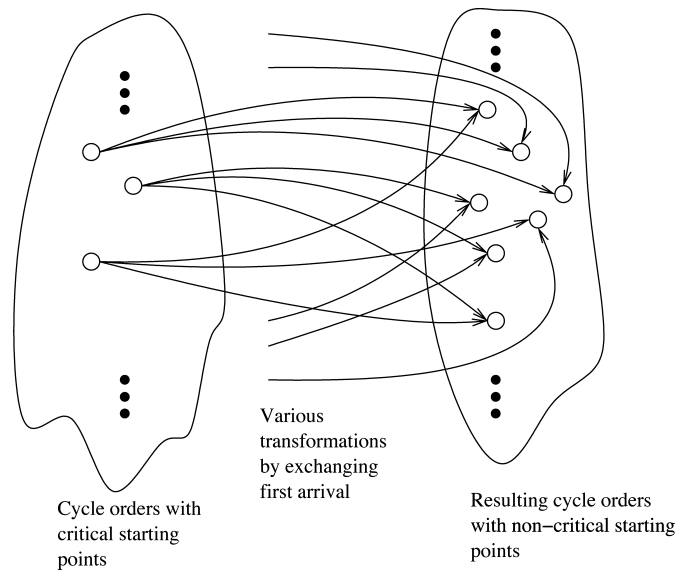 Various
transformations
by exchanging
first arrival
Cycle orders with
critical starting
points
Resulting cycle orders
with non−critical starting
points